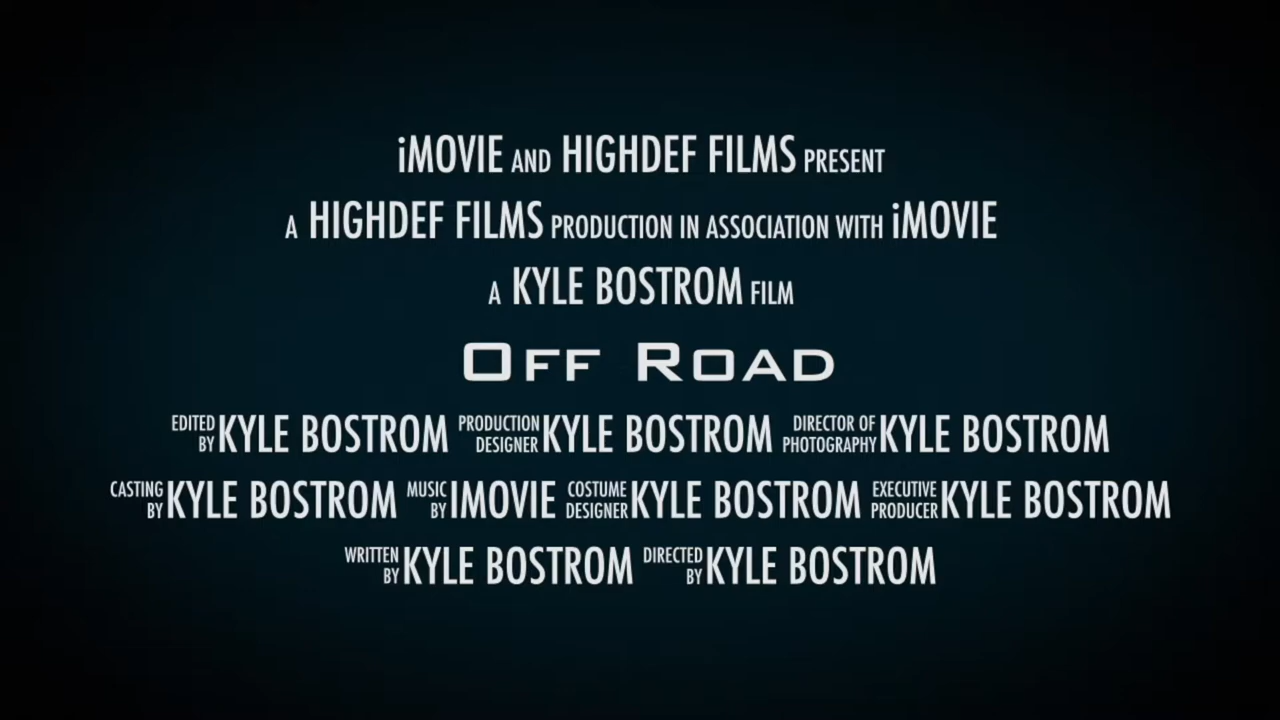 iMOVIE AND HIGHDEF FILMS PRESENT
A HIGHDEF FILMS PRODUCTION IN ASSOCIATION WITH iMOVIE
A KYLE BOSTROM FILM
OFF ROAD
EDITED BY KYLE BOSTROM PRODUCTION DESIGNER KYLE BOSTROM DIRECTOR OF PHOTOGRAPHY KYLE BOSTROM
CASTING BY KYLE BOSTROM MUSIC BY IMOVIE COSTUME DESIGNER KYLE BOSTROM EXECUTIVE PRODUCER KYLE BOSTROM
WRITTEN BY KYLE BOSTROM DIRECTED BY KYLE BOSTROM